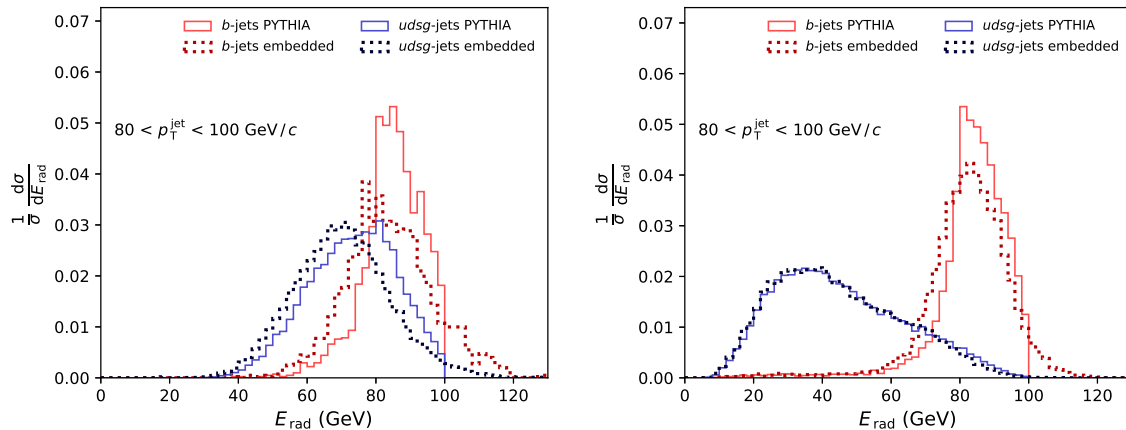 b-jets PYTHIA
b-jets embedded
udsg-jets PYTHIA
udsg-jets embedded
80 < p_T^jet < 100 GeV/c
1/σ dσ/dE_rad
0.07
0.06
0.05
0.04
0.03
0.02
0.01
0.00
0 20 40 60 80 100 120
E_rad (GeV)
b-jets PYTHIA
b-jets embedded
udsg-jets PYTHIA
udsg-jets embedded
80 < p_T^jet < 100 GeV/c
1/σ dσ/dE_rad
0.07
0.06
0.05
0.04
0.03
0.02
0.01
0.00
0 20 40 60 80 100 120
E_rad (GeV)